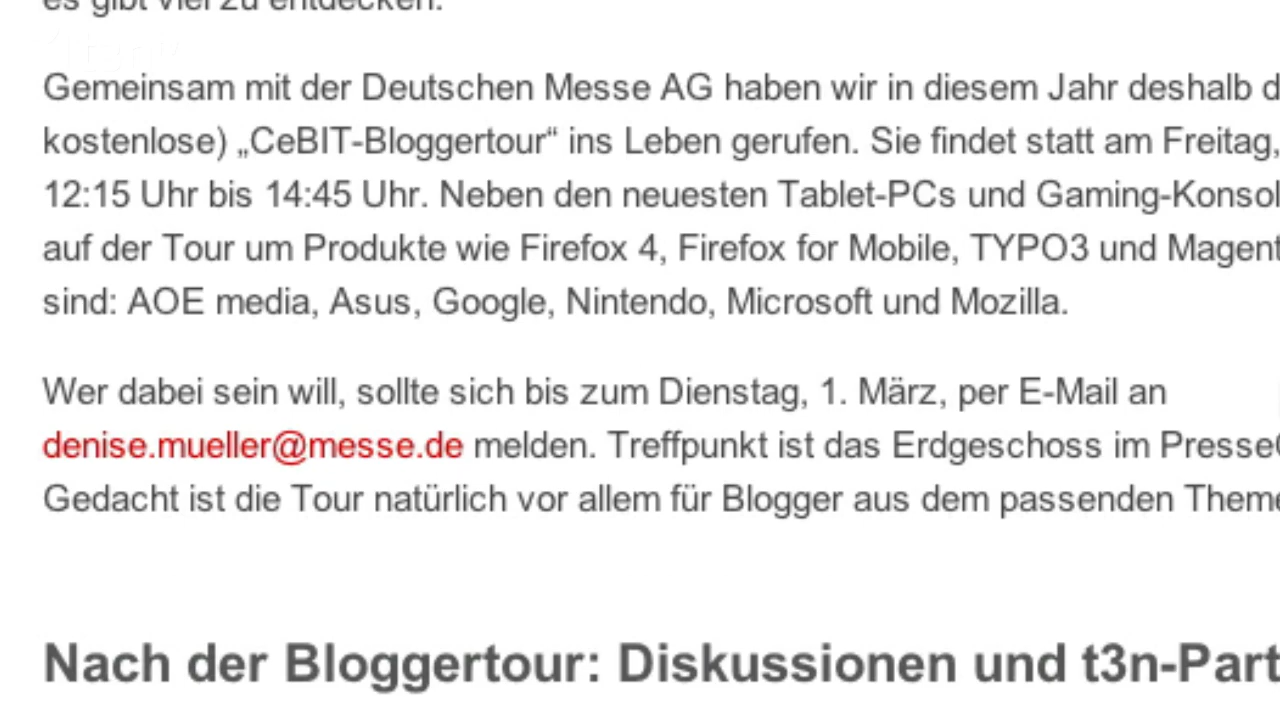 es gibt viel zu entdecken.
Gemeinsam mit der Deutschen Messe AG haben wir in diesem Jahr deshalb
kostenlose) „CeBIT-Bloggertour“ ins Leben gerufen. Sie findet statt am Freitag,
12:15 Uhr bis 14:45 Uhr. Neben den neuesten Tablet-PCs und Gaming-Konsol
auf der Tour um Produkte wie Firefox 4, Firefox for Mobile, TYPO3 und Magent
sind: AOE media, Asus, Google, Nintendo, Microsoft und Mozilla.
Wer dabei sein will, sollte sich bis zum Dienstag, 1. März, per E-Mail an
denise.mueller@messe.de melden. Treffpunkt ist das Erdgeschoss im Presse
Gedacht ist die Tour natürlich vor allem für Blogger aus dem passenden Theme
Nach der Bloggertour: Diskussionen und t3n-Part